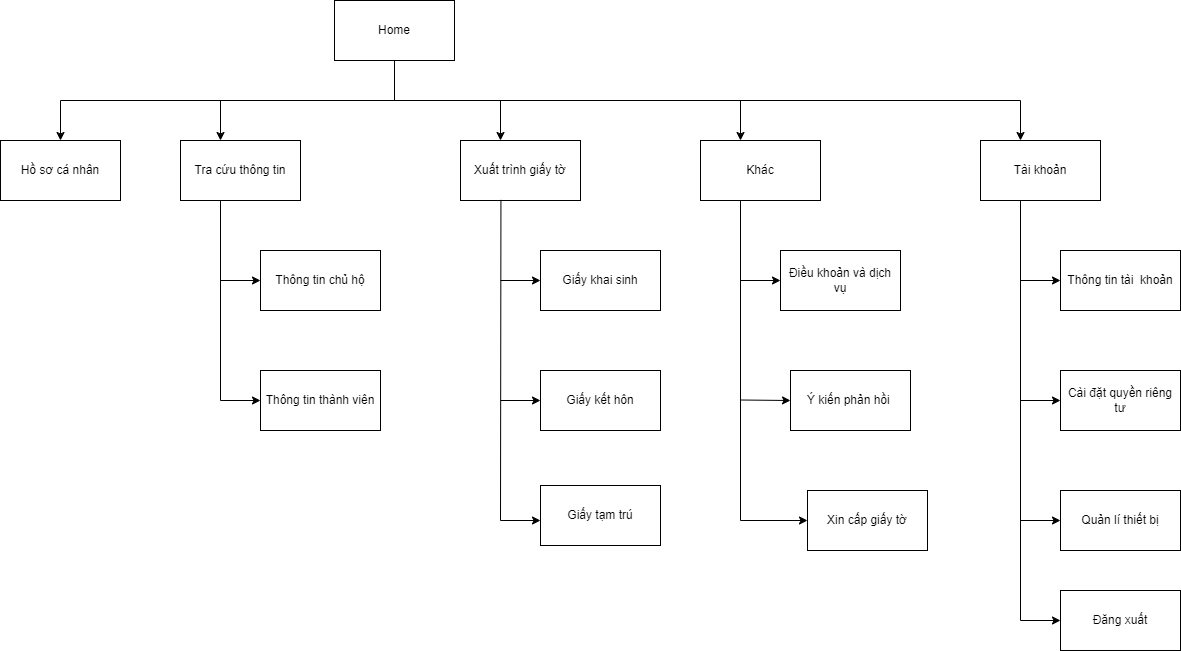 Home
Hồ sơ cá nhân
Tra cứu thông tin
Xuất trình giấy tờ
Khác
Tài khoản
Thông tin chủ hộ
Giấy khai sinh
Điều khoản và dịch
vụ
Thông tin tài khoản
Thông tin thành viên
Giấy kết hôn
Ý kiến phản hồi
Cài đặt quyền riêng
tư
Giấy tạm trú
Xin cấp giấy tờ
Quản lí thiết bị
Đăng xuất